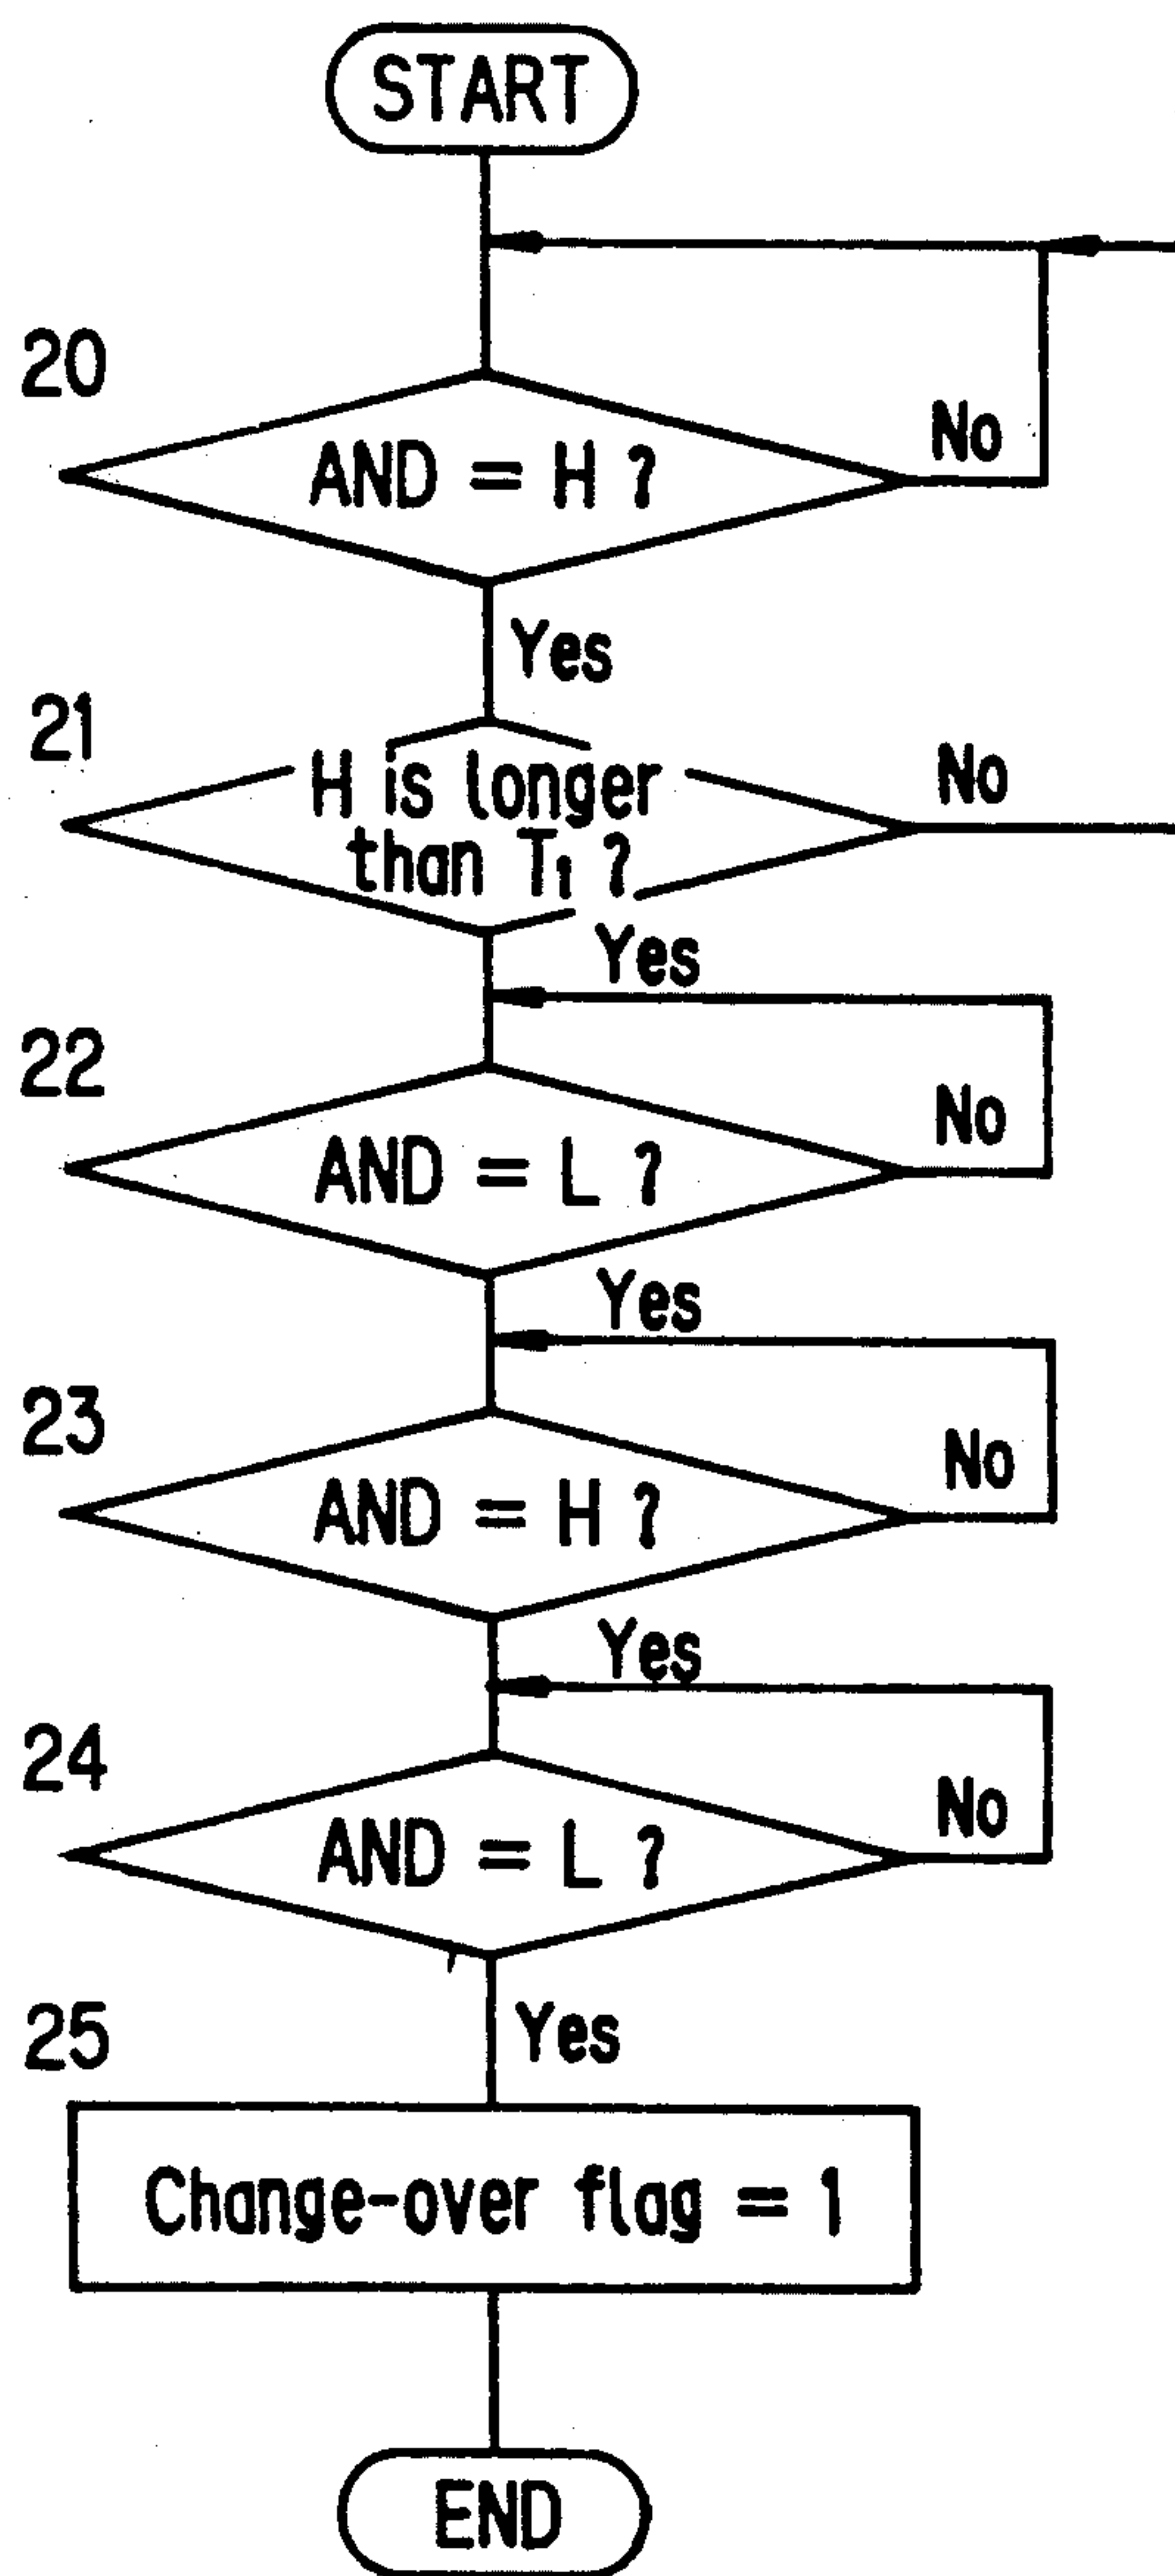 START
20
AND = H ?
No
Yes
21
H is longer
than T₁ ?
No
Yes
22
AND = L ?
No
Yes
23
AND = H ?
No
Yes
24
AND = L ?
No
Yes
25
Change-over flag = 1
END